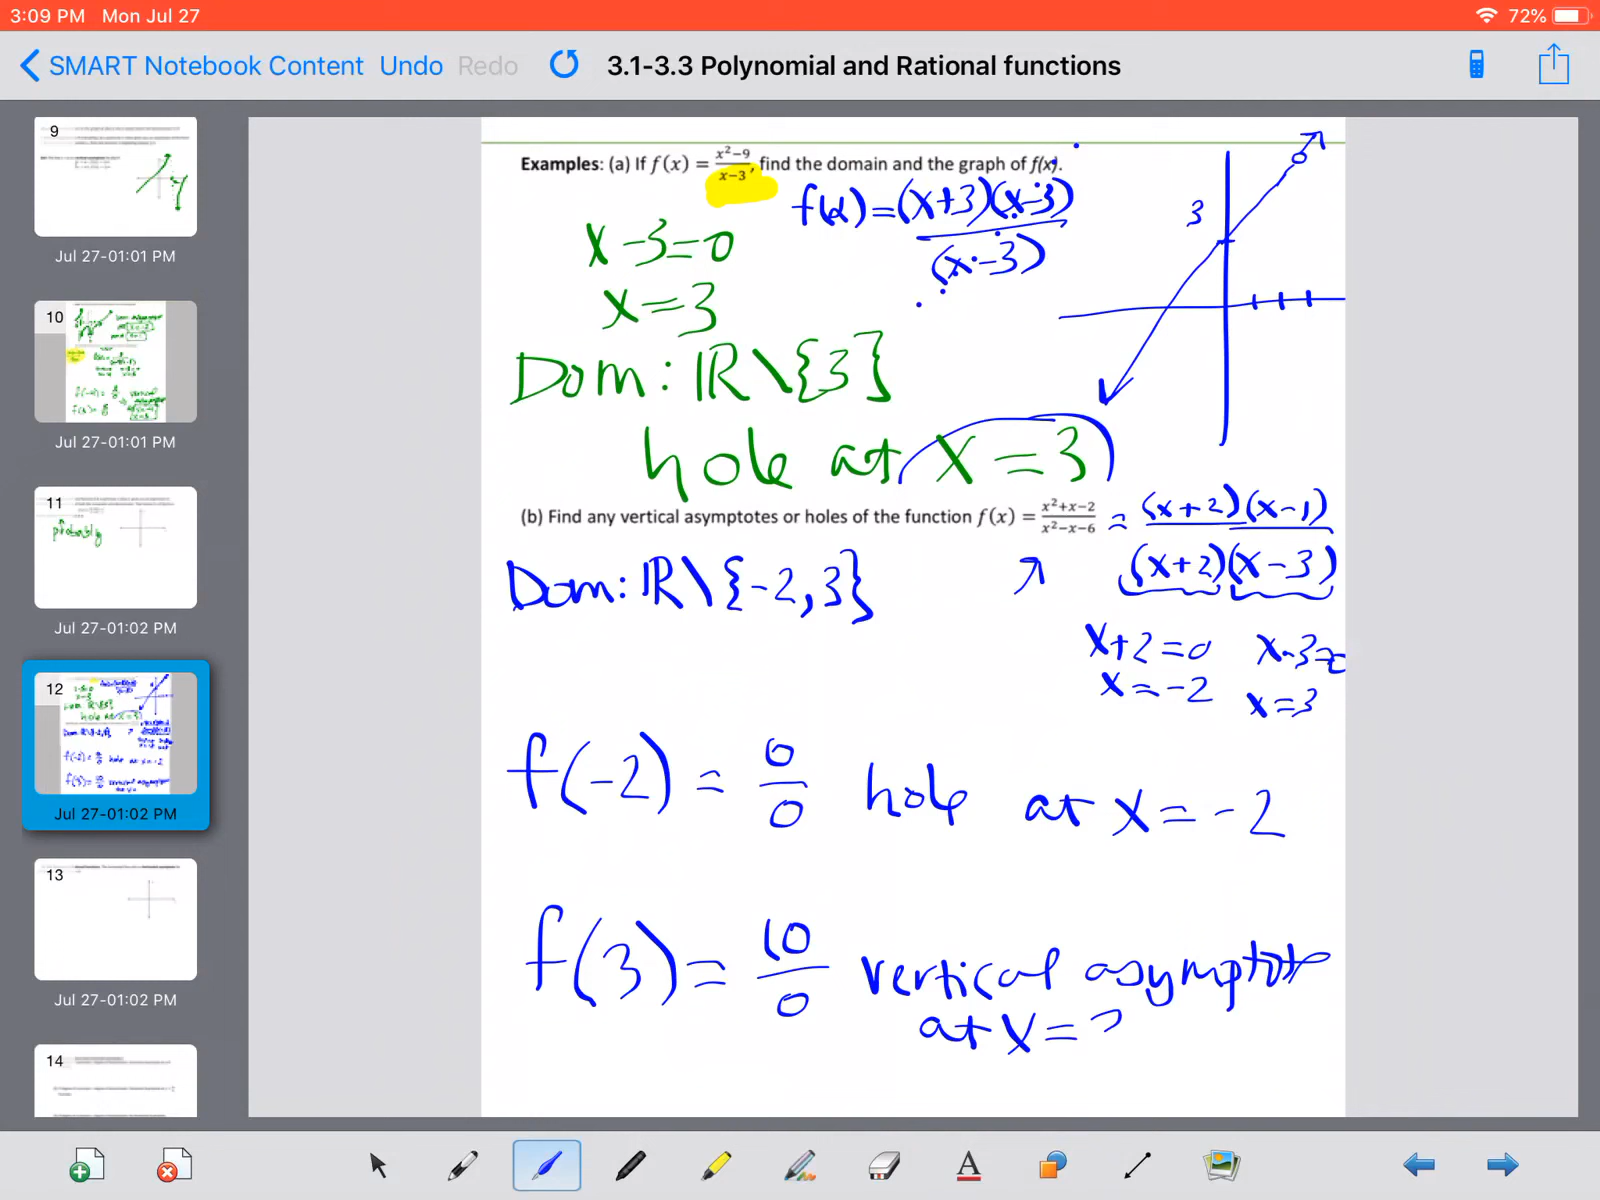 3:09 PM Mon Jul 27
72%
SMART Notebook Content Undo Redo 3.1-3.3 Polynomial and Rational functions
9
Jul 27-01:01 PM
10
Jul 27-01:01 PM
11
probably
Jul 27-01:02 PM
12
Jul 27-01:02 PM
13
Jul 27-01:02 PM
14
Examples: (a) If f(x) = (x²−9)/(x−3), find the domain and the graph of f(x).
f(x) = (x+3)(x-3)/(x-3)
3
x-3=0
x=3
Dom: ℝ\{3}
hole at x=3
(b) Find any vertical asymptotes or holes of the function f(x) = (x²+x−2)/(x²−x−6) = (x+2)(x-1)/(x+2)(x-3)
Dom: ℝ\{-2,3}
x+2=0 x-3=0
x=-2 x=3
f(-2) = 0/0 hole at x=-2
f(3) = 10/0 vertical asymptote
at x=
A